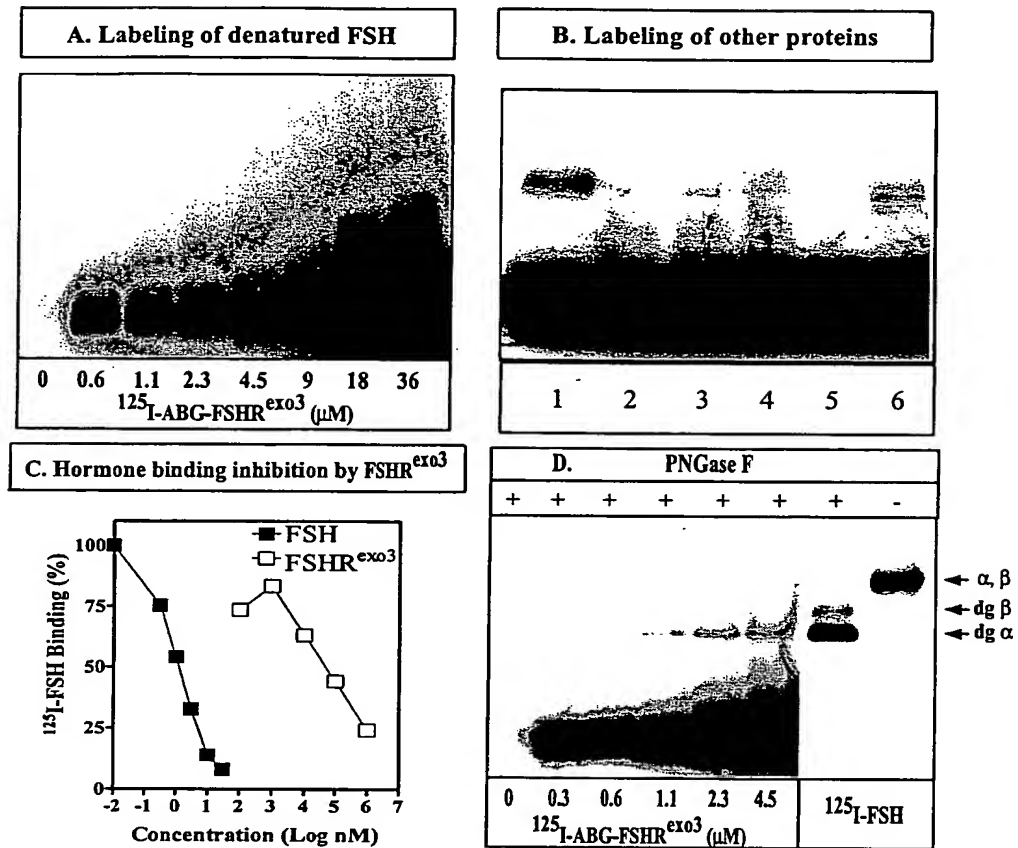 A. Labeling of denatured FSH
0 0.6 1.1 2.3 4.5 9 18 36
125I-ABG-FSHRexo3 (μM)
B. Labeling of other proteins
1 2 3 4 5 6
C. Hormone binding inhibition by FSHRexo3
FSH
FSHRexo3
125I-FSH Binding (%)
100
75
50
25
0
-2 -1 0 1 2 3 4 5 6 7
Concentration (Log nM)
D. PNGase F
+ + + + + + + -
α, β
dg β
dg α
0 0.3 0.6 1.1 2.3 4.5
125I-ABG-FSHRexo3 (μM)
125I-FSH